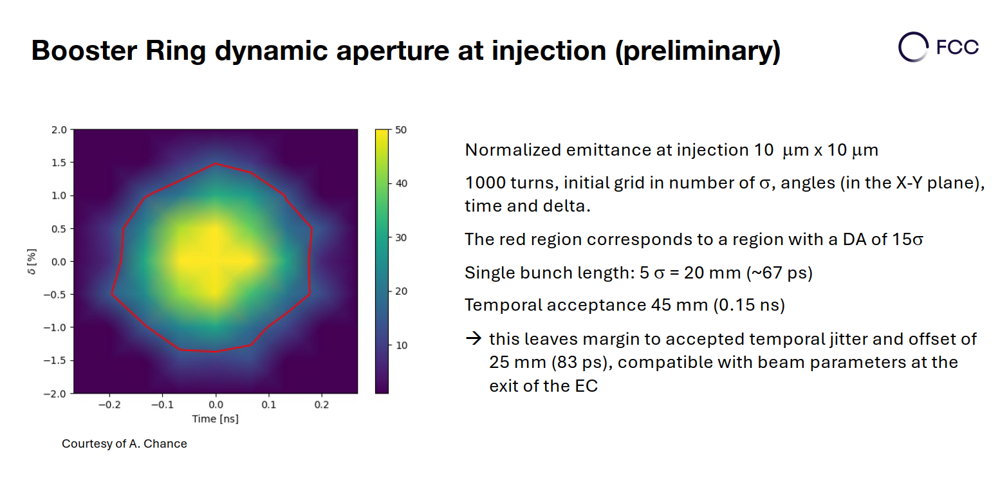 Booster Ring dynamic aperture at injection (preliminary)
FCC
2.0
1.5
1.0
0.5
0.0
−0.5
−1.0
−1.5
−2.0
δ [%]
−0.2
−0.1
0.0
0.1
0.2
Time [ns]
50
40
30
20
10
Courtesy of A. Chance
Normalized emittance at injection 10 μm x 10 μm
1000 turns, initial grid in number of σ, angles (in the X-Y plane),
time and delta.
The red region corresponds to a region with a DA of 15σ
Single bunch length: 5 σ = 20 mm (~67 ps)
Temporal acceptance 45 mm (0.15 ns)
→ this leaves margin to accepted temporal jitter and offset of
25 mm (83 ps), compatible with beam parameters at the
exit of the EC